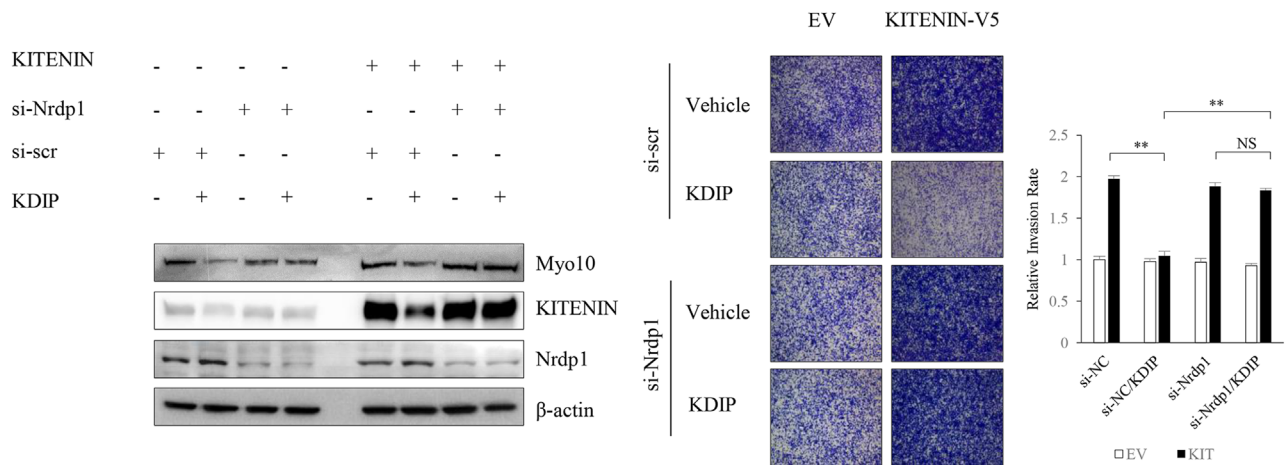 KITENIN - - - - + + + +
si-Nrdp1 - - + + - - + +
si-scr + + - - + + - -
KDIP - + - + - + - +
Myo10
KITENIN
Nrdp1
β-actin
EV KITENIN-V5
si-scr
Vehicle
KDIP
si-Nrdp1
Vehicle
KDIP
Relative Invasion Rate
2.5
2
1.5
1
0.5
0
**
**
NS
si-NC
si-NC/KDIP
si-Nrdp1
si-Nrdp1/KDIP
EV KIT